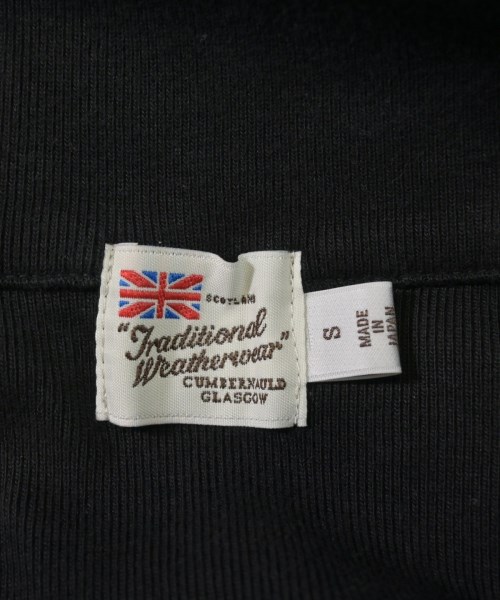 SCOTLAND
"Traditional
Weatherwear"
CUMBERNAULD
GLASGOW
S
MADE
IN
JAPAN